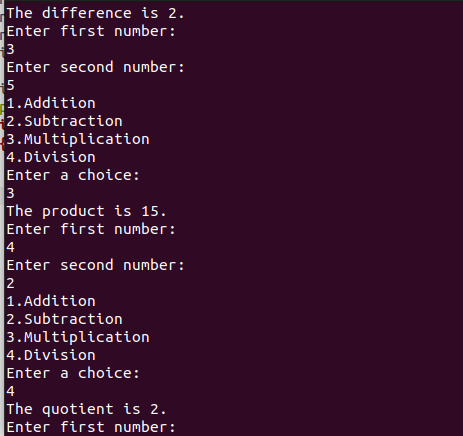 The difference is 2.
Enter first number:
3
Enter second number:
5
1.Addition
2.Subtraction
3.Multiplication
4.Division
Enter a choice:
3
The product is 15.
Enter first number:
4
Enter second number:
2
1.Addition
2.Subtraction
3.Multiplication
4.Division
Enter a choice:
4
The quotient is 2.
Enter first number: